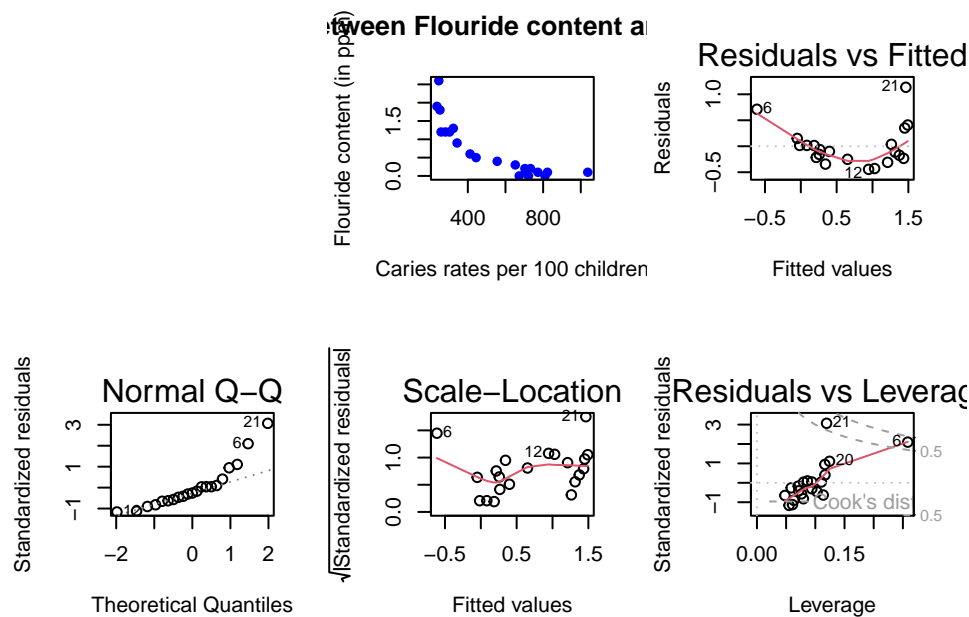 etween Flouride content a
Flouride content (in ppm)
1.5
0.0
400 800
Caries rates per 100 children
Residuals vs Fitted
Residuals
1.0
−0.5
6
21
12
−0.5 0.5 1.5
Fitted values
Normal Q−Q
Standardized residuals
3
1
−1
21
6
−2 0 1 2
Theoretical Quantiles
Scale−Location
√|Standardized residuals|
1.0
0.0
6
21
12
−0.5 0.5 1.5
Fitted values
Residuals vs Leverag
Standardized residuals
3
1
−1
21
6
20
0.5
Cook's dis
0.5
0.00 0.15
Leverage